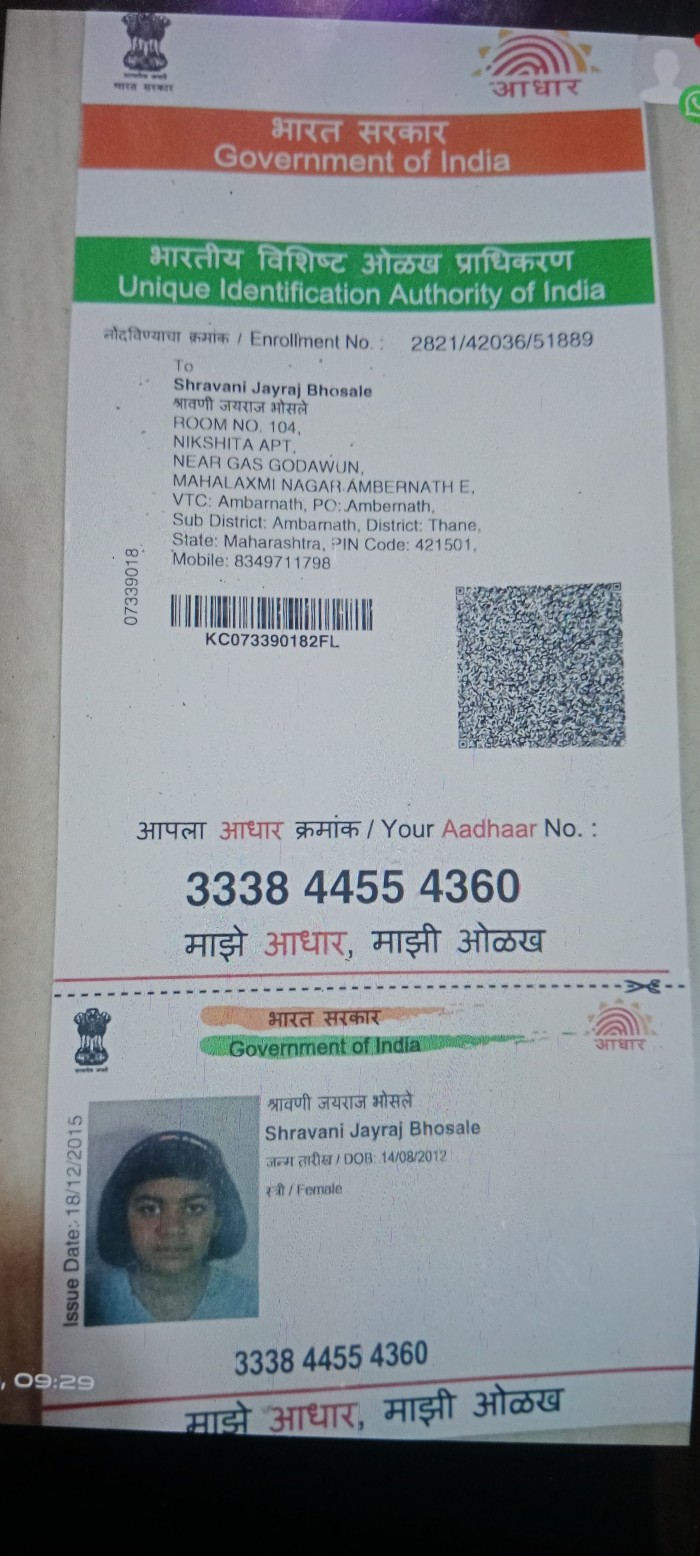 भारत सरकार
आधार
भारत सरकार
Government of India
भारतीय विशिष्ट ओळख प्राधिकरण
Unique Identification Authority of India
नोंदविण्याचा क्रमांक / Enrollment No. : 2821/42036/51889
To
Shravani Jayraj Bhosale
श्रावणी जयराज भोसले
ROOM NO. 104,
NIKSHITA APT,
NEAR GAS GODAWUN,
MAHALAXMI NAGAR AMBERNATH E,
VTC: Ambarnath, PO: Ambernath,
Sub District: Ambarnath, District: Thane,
State: Maharashtra, PIN Code: 421501,
Mobile: 8349711798
07339018
KC073390182FL
आपला आधार क्रमांक / Your Aadhaar No. :
3338 4455 4360
माझे आधार, माझी ओळख
भारत सरकार
Government of India
आधार
श्रावणी जयराज भोसले
Shravani Jayraj Bhosale
जन्म तारीख / DOB: 14/08/2012
स्त्री / Female
Issue Date: 18/12/2015
3338 4455 4360
, 09:29
माझे आधार, माझी ओळख